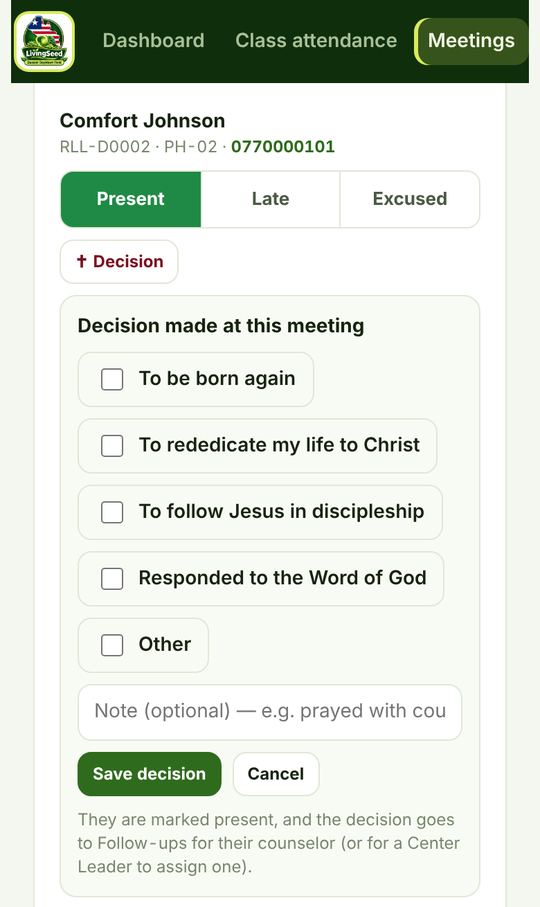 LivingSeed
Dashboard
Class attendance
Meetings
Comfort Johnson
RLL-D0002 · PH-02 · 0770000101
Present
Late
Excused
✝ Decision
Decision made at this meeting
To be born again
To rededicate my life to Christ
To follow Jesus in discipleship
Responded to the Word of God
Other
Note (optional) — e.g. prayed with cou
Save decision
Cancel
They are marked present, and the decision goes
to Follow-ups for their counselor (or for a Center
Leader to assign one).